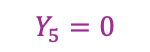 Y₅ = 0